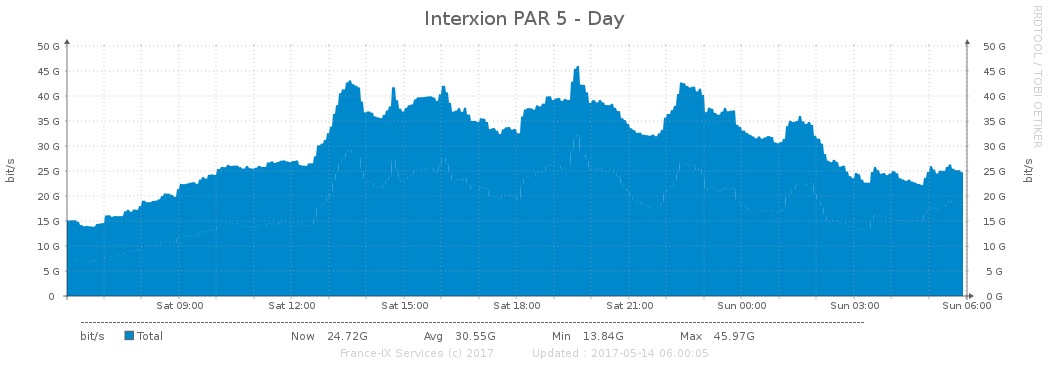 Interxion PAR 5 - Day
RRDTOOL / TOBI OETIKER
bit/s
50 G
45 G
40 G
35 G
30 G
25 G
20 G
15 G
10 G
5 G
0
50 G
45 G
40 G
35 G
30 G
25 G
20 G
15 G
10 G
5 G
0 G
bit/s
Sat 09:00 Sat 12:00 Sat 15:00 Sat 18:00 Sat 21:00 Sun 00:00 Sun 03:00 Sun 06:00
bit/s Total Now 24.72G Avg 30.55G Min 13.84G Max 45.97G
France-IX Services (c) 2017 Updated : 2017-05-14 06:00:05